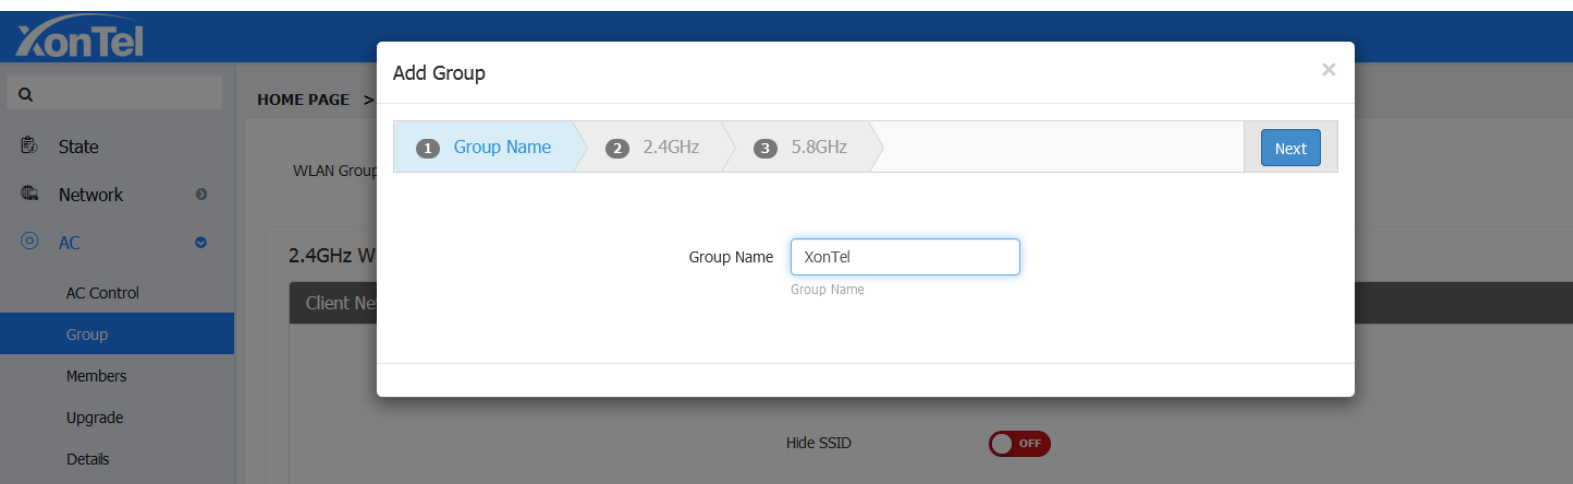 XonTel
HOME PAGE >
State
Network
AC
AC Control
Group
Members
Upgrade
Details
WLAN Group
2.4GHz W
Client Ne
Hide SSID
OFF
Add Group
×
1 Group Name
2 2.4GHz
3 5.8GHz
Next
Group Name
XonTel
Group Name